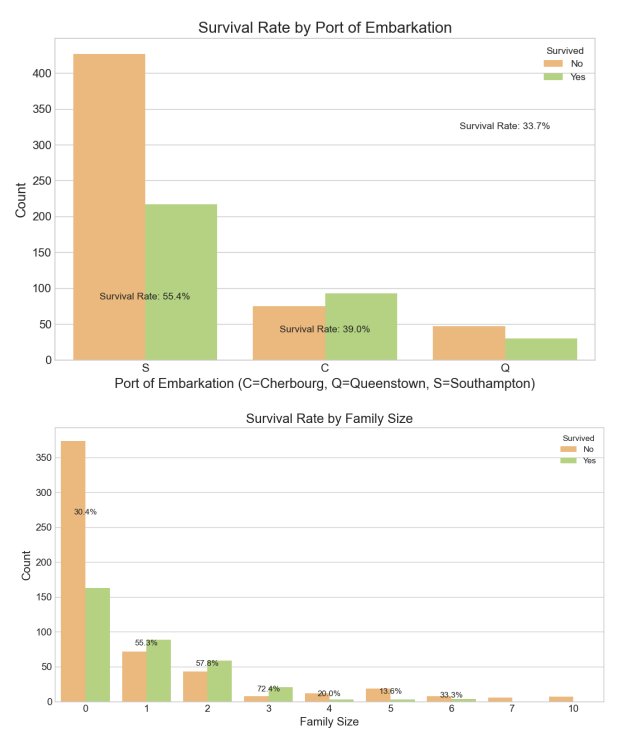 Survival Rate by Port of Embarkation
Survived
No
Yes
400
350
300
250
200
150
100
50
0
Count
Survival Rate: 33.7%
Survival Rate: 55.4%
Survival Rate: 39.0%
S C Q
Port of Embarkation (C=Cherbourg, Q=Queenstown, S=Southampton)
Survival Rate by Family Size
Survived
No
Yes
350
300
250
200
150
100
50
0
Count
30.4%
55.3%
57.8%
72.4%
20.0%
13.6%
33.3%
0 1 2 3 4 5 6 7 10
Family Size